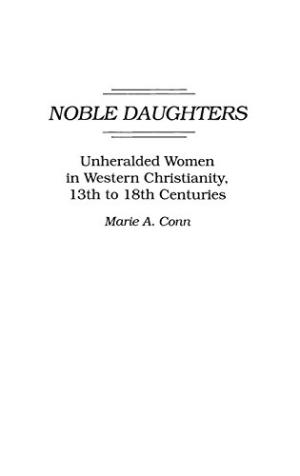 NOBLE DAUGHTERS
Unheralded Women
in Western Christianity,
13th to 18th Centuries
Marie A. Conn